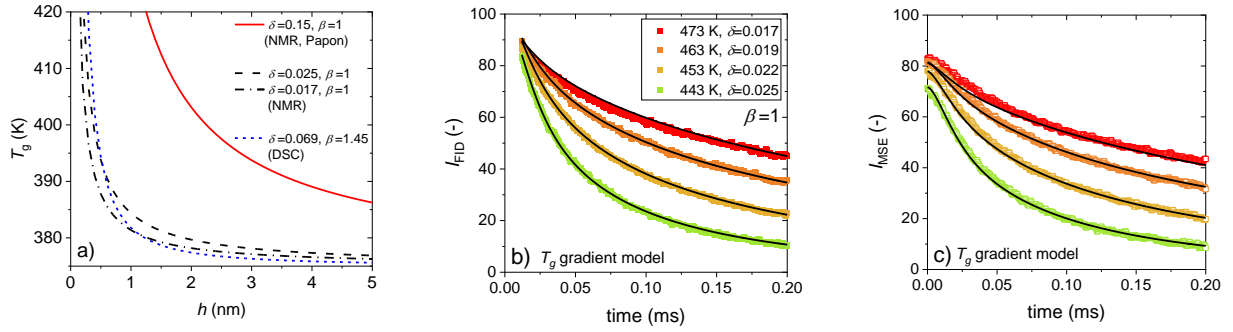 420
410
400
390
380
0
1
2
3
4
5
T_g (K)
h (nm)
δ=0.15, β=1
(NMR, Papon)
δ=0.025, β=1
δ=0.017, β=1
(NMR)
δ=0.069, β=1.45
(DSC)
a)
100
80
60
40
20
0
0.00
0.05
0.10
0.15
0.20
I_FID (-)
time (ms)
473 K, δ=0.017
463 K, δ=0.019
453 K, δ=0.022
443 K, δ=0.025
β=1
b)
T_g gradient model
100
80
60
40
20
0
0.00
0.05
0.10
0.15
0.20
I_MSE (-)
time (ms)
T_g gradient model
c)